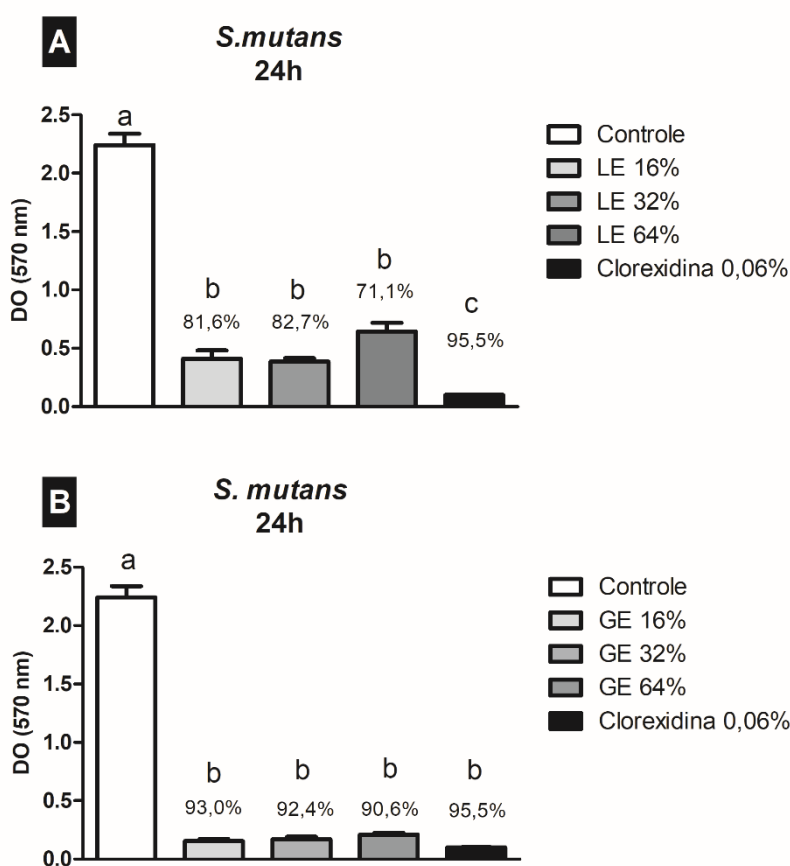 A
S.mutans
24h
DO (570 nm)
2.5
2.0
1.5
1.0
0.5
0.0
a
b
81,6%
b
82,7%
b
71,1%
c
95,5%
Controle
LE 16%
LE 32%
LE 64%
Clorexidina 0,06%
B
S. mutans
24h
DO (570 nm)
2.5
2.0
1.5
1.0
0.5
0.0
a
b
93,0%
b
92,4%
b
90,6%
b
95,5%
Controle
GE 16%
GE 32%
GE 64%
Clorexidina 0,06%